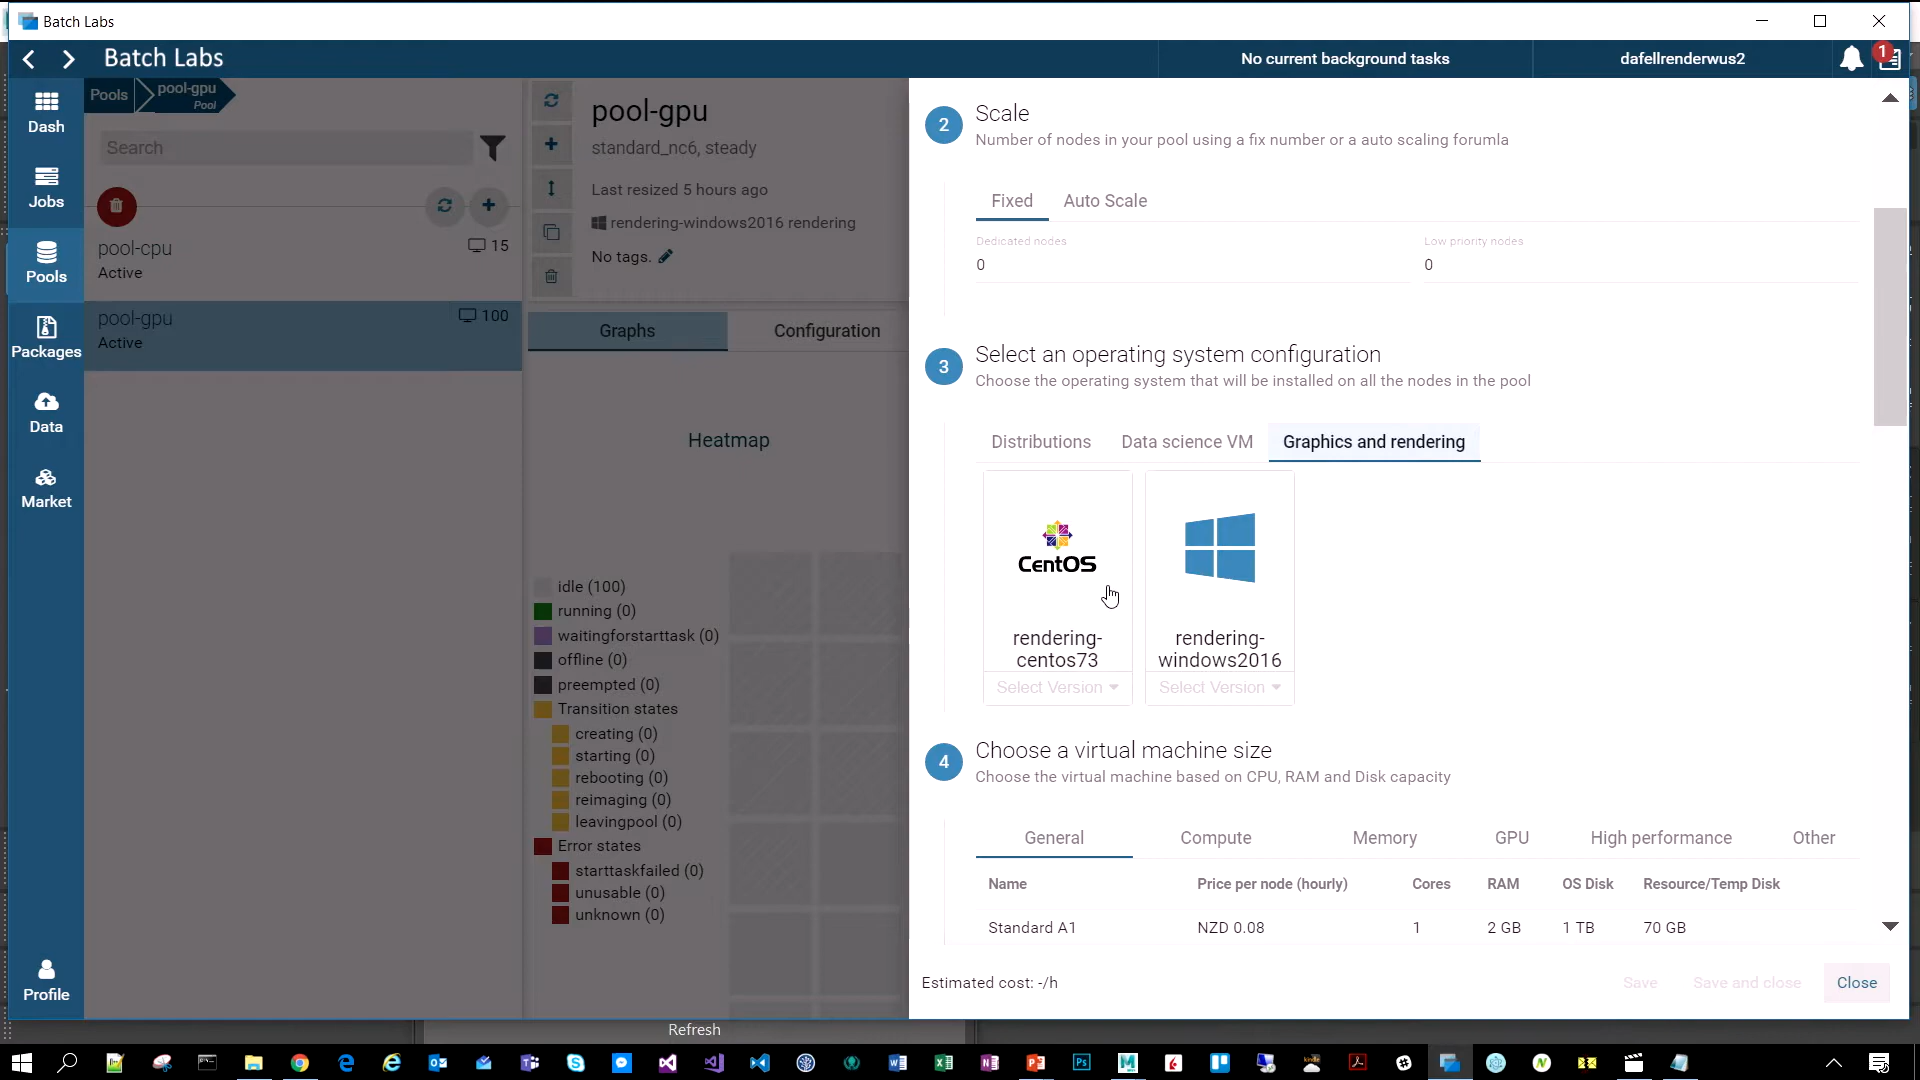 Batch Labs
Batch Labs
No current background tasks
dafellrenderwus2
1
Dash
Jobs
Pools
Packages
Data
Market
Profile
Pools
pool-gpu
Pool
Search
pool-cpu
15
Active
pool-gpu
100
Active
pool-gpu
standard_nc6, steady
Last resized 5 hours ago
rendering-windows2016 rendering
No tags.
Graphs
Configuration
Heatmap
idle (100)
running (0)
waitingforstarttask (0)
offline (0)
preempted (0)
Transition states
creating (0)
starting (0)
rebooting (0)
reimaging (0)
leavingpool (0)
Error states
starttaskfailed (0)
unusable (0)
unknown (0)
2
Scale
Number of nodes in your pool using a fix number or a auto scaling forumla
Fixed
Auto Scale
Dedicated nodes
0
Low priority nodes
0
3
Select an operating system configuration
Choose the operating system that will be installed on all the nodes in the pool
Distributions
Data science VM
Graphics and rendering
CentOS
rendering-
centos73
Select Version
rendering-
windows2016
Select Version
4
Choose a virtual machine size
Choose the virtual machine based on CPU, RAM and Disk capacity
General
Compute
Memory
GPU
High performance
Other
Name
Price per node (hourly)
Cores
RAM
OS Disk
Resource/Temp Disk
Standard A1
NZD 0.08
1
2 GB
1 TB
70 GB
Estimated cost: -/h
Save
Save and close
Close
Refresh